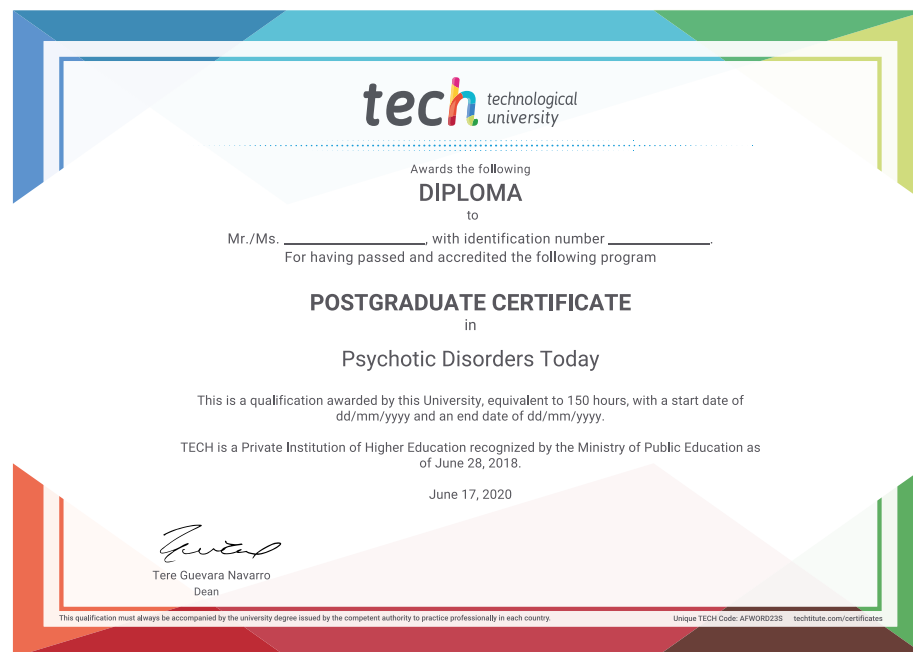 tech technological
university
Awards the following
DIPLOMA
to
Mr./Ms. ____________________, with identification number ______________.
For having passed and accredited the following program
POSTGRADUATE CERTIFICATE
in
Psychotic Disorders Today
This is a qualification awarded by this University, equivalent to 150 hours, with a start date of
dd/mm/yyyy and an end date of dd/mm/yyyy.
TECH is a Private Institution of Higher Education recognized by the Ministry of Public Education as
of June 28, 2018.
June 17, 2020
Tere Guevara Navarro
Dean
This qualification must always be accompanied by the university degree issued by the competent authority to practice professionally in each country. Unique TECH Code: AFWORD23S techtitute.com/certificates